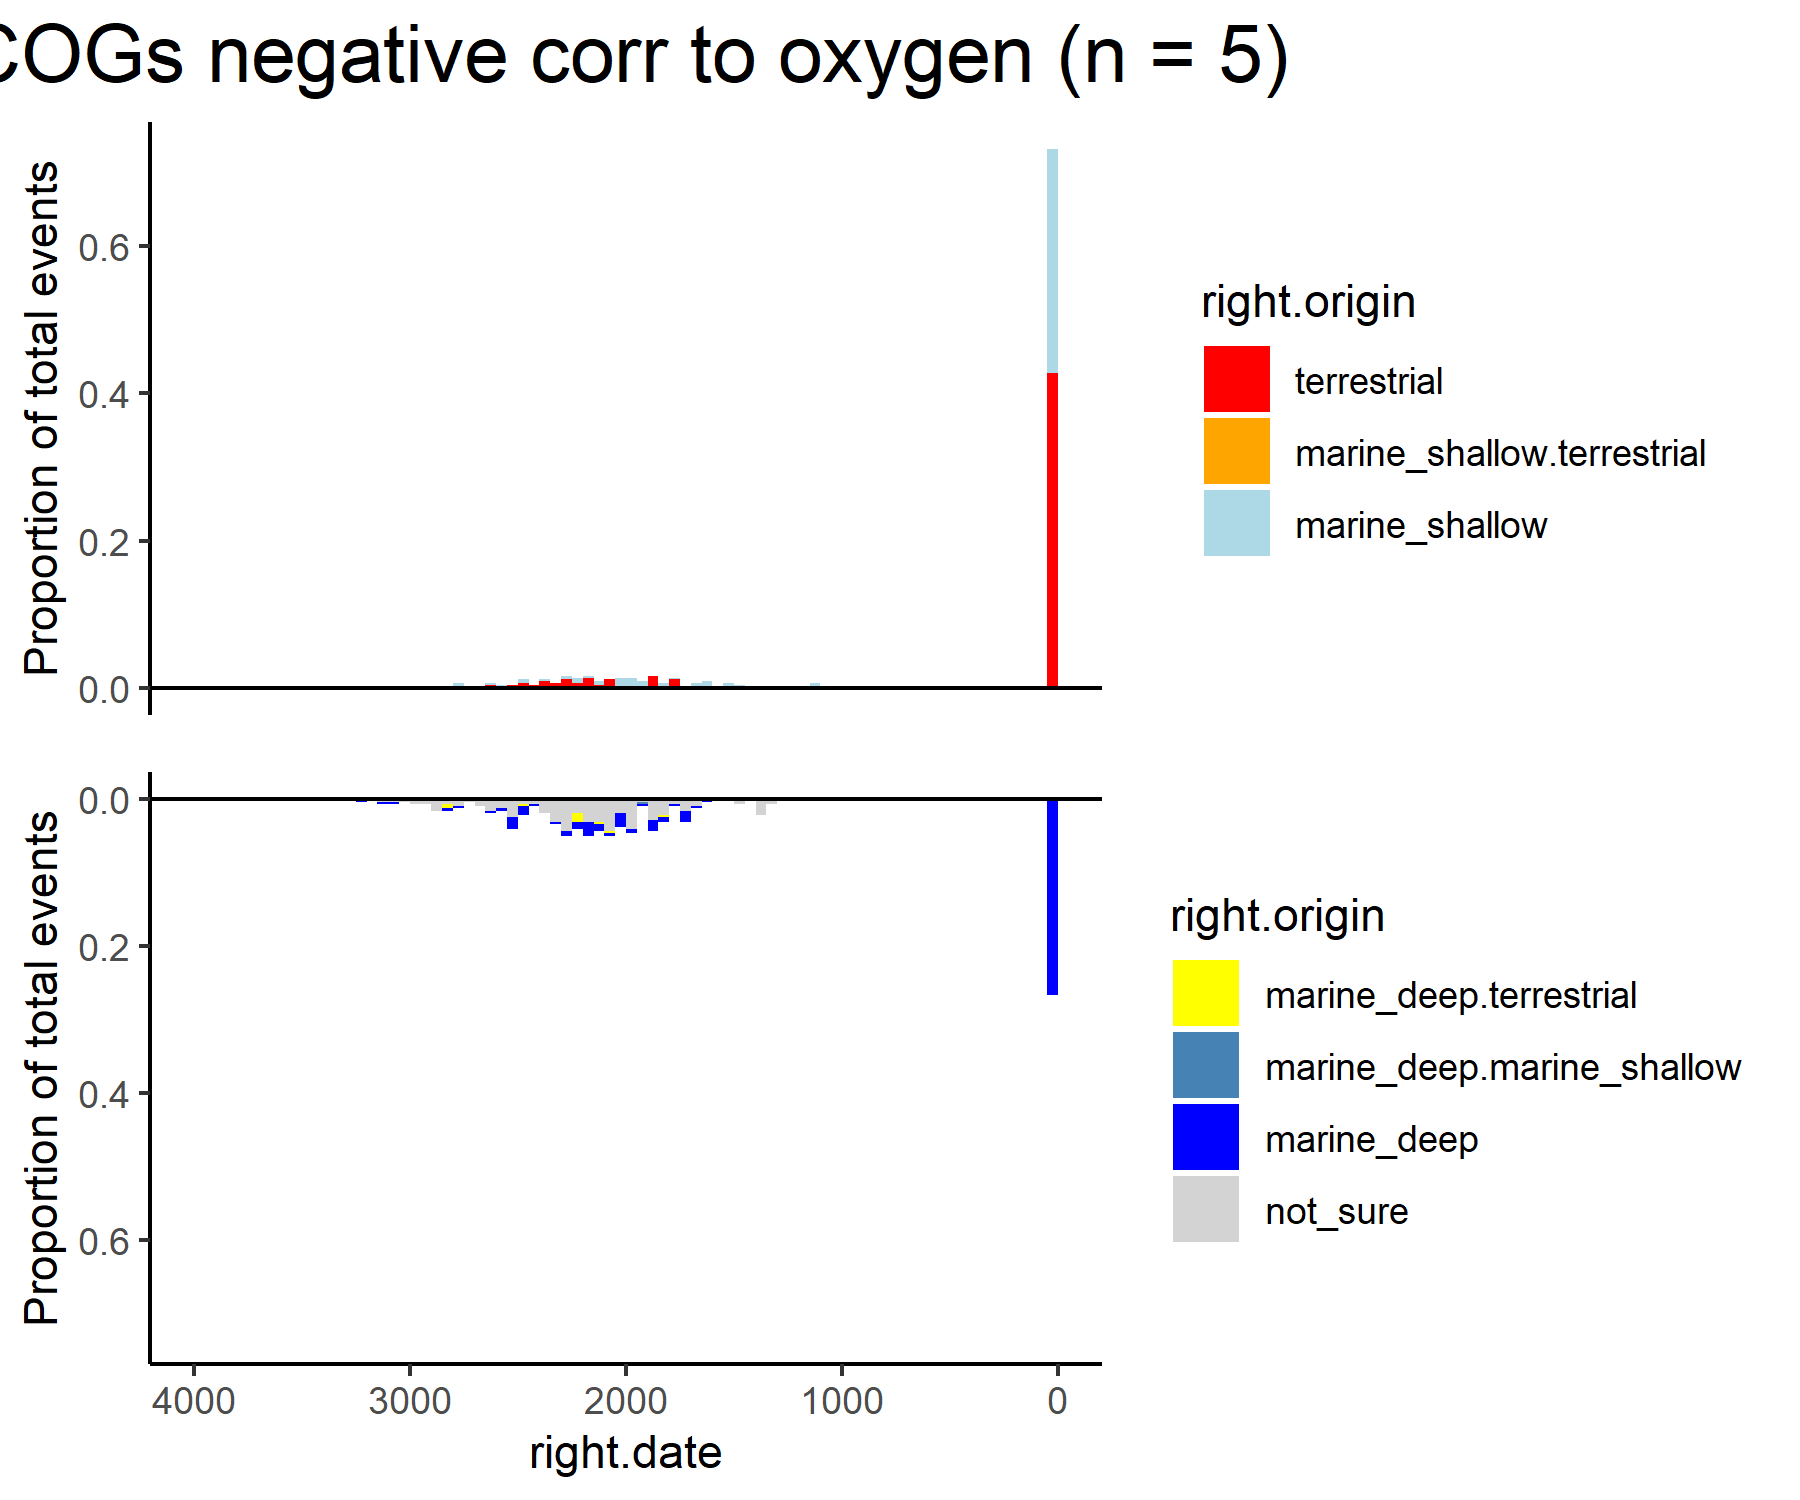 COGs negative corr to oxygen (n = 5)
Proportion of total events
0.6
0.4
0.2
0.0
right.origin
terrestrial
marine_shallow.terrestrial
marine_shallow
Proportion of total events
0.0
0.2
0.4
0.6
right.origin
marine_deep.terrestrial
marine_deep.marine_shallow
marine_deep
not_sure
4000 3000 2000 1000 0
right.date